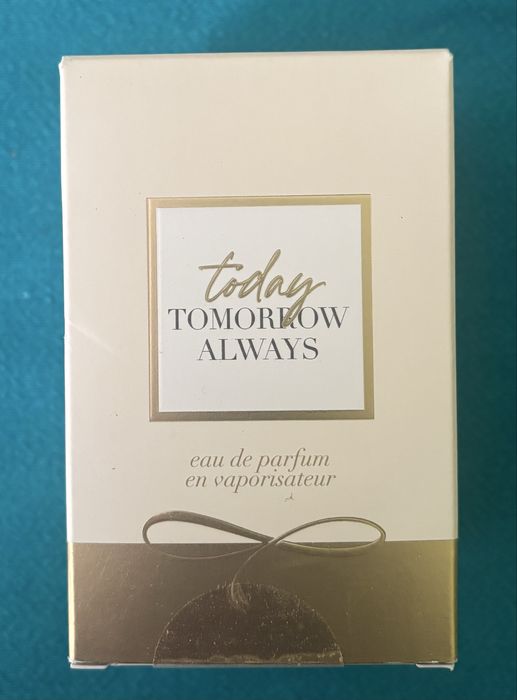 today
TOMORROW
ALWAYS
eau de parfum
en vaporisateur